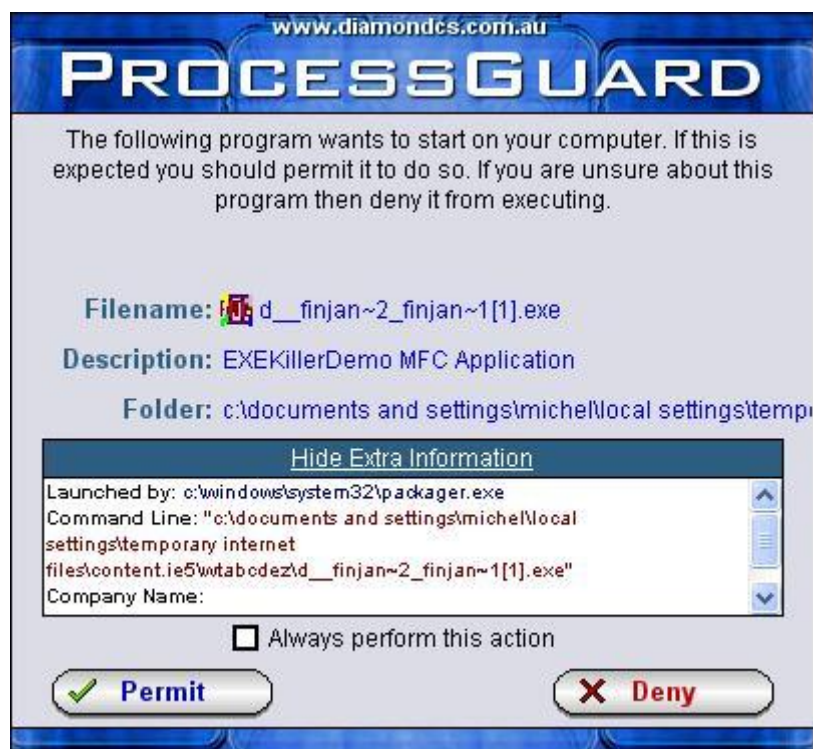 www.diamondcs.com.au
PROCESSGUARD
The following program wants to start on your computer. If this is
expected you should permit it to do so. If you are unsure about this
program then deny it from executing.
Filename: d__finjan~2_finjan~1[1].exe
Description: EXEKillerDemo MFC Application
Folder: c:\documents and settings\michel\local settings\tempo
Hide Extra Information
Launched by: c:\windows\system32\packager.exe
Command Line: "c:\documents and settings\michel\local
settings\temporary internet
files\content.ie5\wtabcdez\d__finjan~2_finjan~1[1].exe"
Company Name:
Always perform this action
Permit
Deny